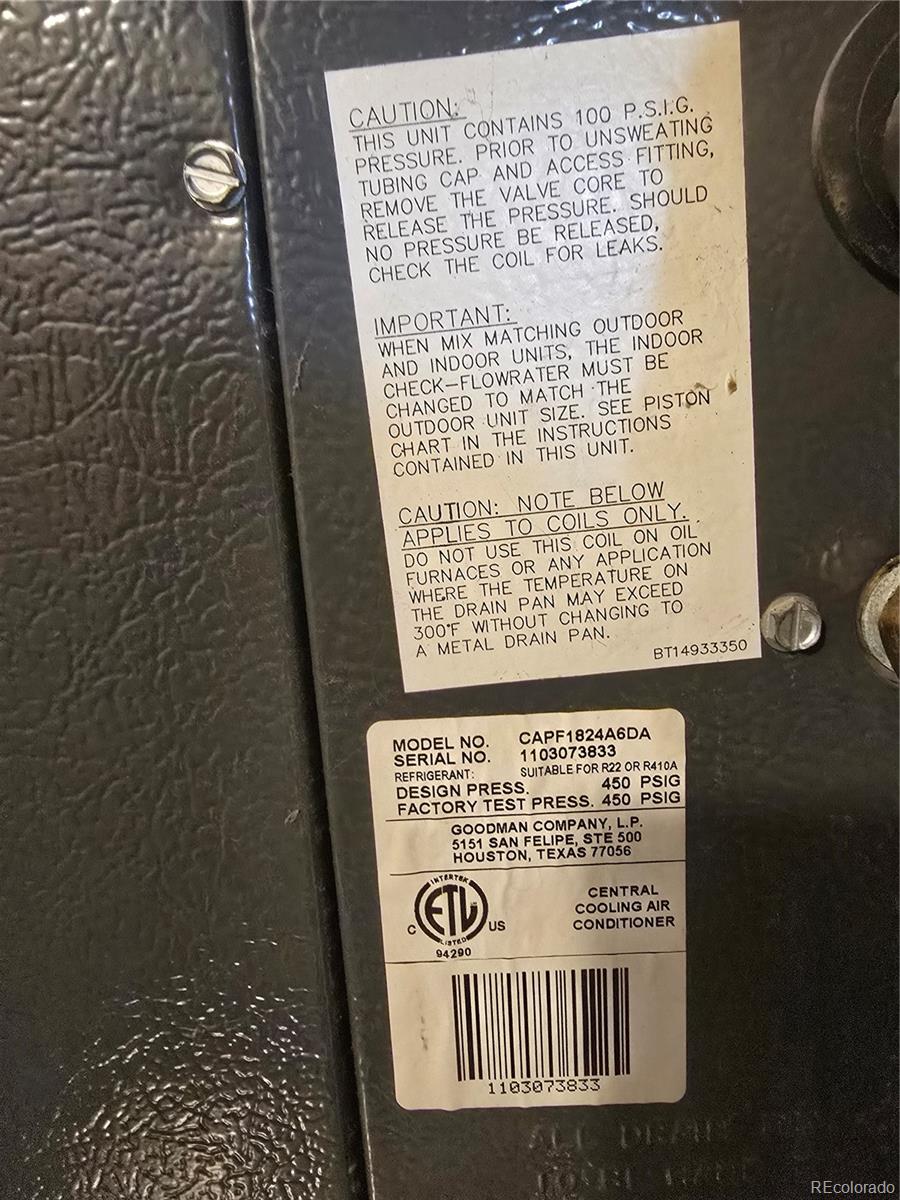 CAUTION:
THIS UNIT CONTAINS 100 P.S.I.G.
PRESSURE. PRIOR TO UNSWEATING
TUBING CAP AND ACCESS FITTING,
REMOVE THE VALVE CORE TO
RELEASE THE PRESSURE. SHOULD
NO PRESSURE BE RELEASED,
CHECK THE COIL FOR LEAKS.
IMPORTANT:
WHEN MIX MATCHING OUTDOOR
AND INDOOR UNITS, THE INDOOR
CHECK-FLOWRATER MUST BE
CHANGED TO MATCH THE
OUTDOOR UNIT SIZE. SEE PISTON
CHART IN THE INSTRUCTIONS
CONTAINED IN THIS UNIT.
CAUTION: NOTE BELOW
APPLIES TO COILS ONLY.
DO NOT USE THIS COIL ON OIL
FURNACES OR ANY APPLICATION
WHERE THE TEMPERATURE ON
THE DRAIN PAN MAY EXCEED
300°F WITHOUT CHANGING TO
A METAL DRAIN PAN.
BT14933350
MODEL NO. CAPF1824A6DA
SERIAL NO. 1103073833
REFRIGERANT: SUITABLE FOR R22 OR R410A
DESIGN PRESS. 450 PSIG
FACTORY TEST PRESS. 450 PSIG
GOODMAN COMPANY, L.P.
5151 SAN FELIPE, STE 500
HOUSTON, TEXAS 77056
INTERTEK
C ETL US
LISTED
94290
CENTRAL
COOLING AIR
CONDITIONER
1103073833
ALL DRAIN
REcolorado